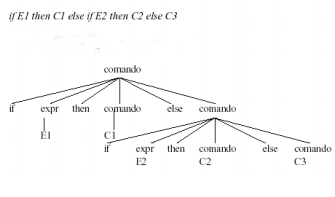 if E1 then C1 else if E2 then C2 else C3
comando
if expr then comando else comando
E1 C1
if expr then comando else comando
E2 C2 C3